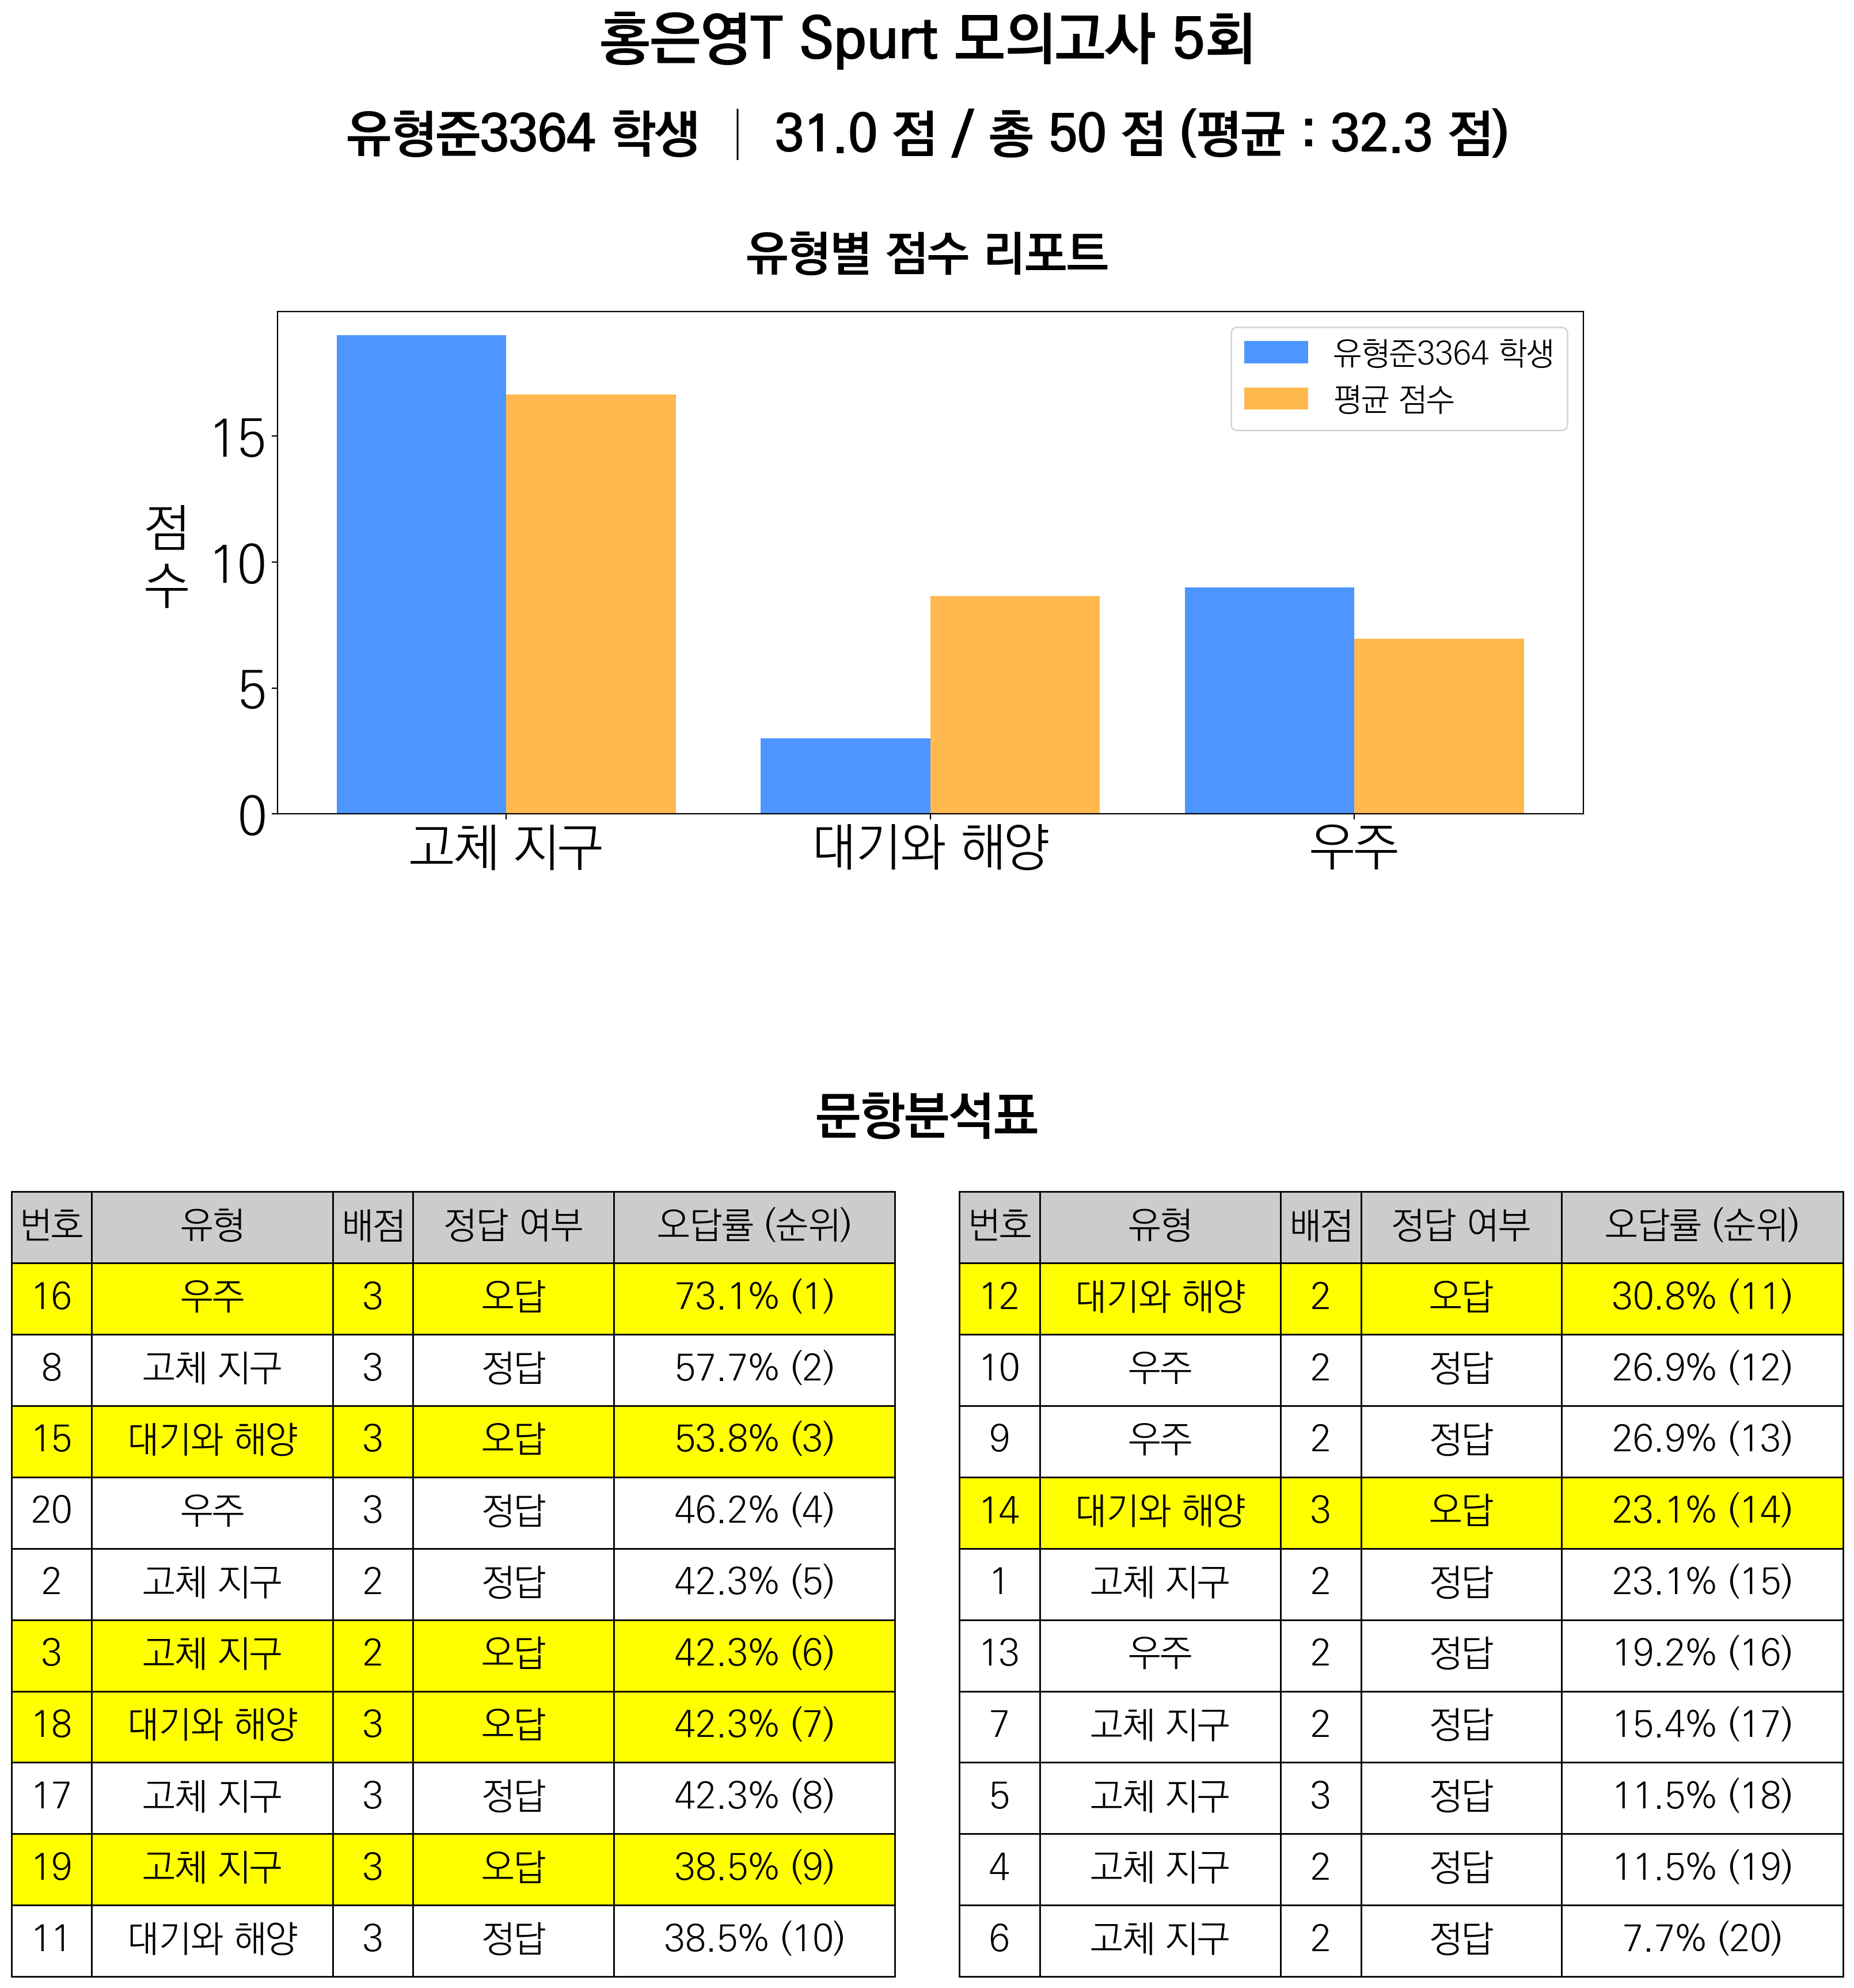 홍은영T Spurt 모의고사 5회
유형준3364 학생 | 31.0 점 / 총 50 점 (평균 : 32.3 점)
유형별 점수 리포트
유형준3364 학생
평균 점수
점수
15
10
5
0
고체 지구 대기와 해양 우주
문항분석표
번호 유형 배점 정답 여부 오답률 (순위)
16 우주 3 오답 73.1% (1)
8 고체 지구 3 정답 57.7% (2)
15 대기와 해양 3 오답 53.8% (3)
20 우주 3 정답 46.2% (4)
2 고체 지구 2 정답 42.3% (5)
3 고체 지구 2 오답 42.3% (6)
18 대기와 해양 3 오답 42.3% (7)
17 고체 지구 3 정답 42.3% (8)
19 고체 지구 3 오답 38.5% (9)
11 대기와 해양 3 정답 38.5% (10)
번호 유형 배점 정답 여부 오답률 (순위)
12 대기와 해양 2 오답 30.8% (11)
10 우주 2 정답 26.9% (12)
9 우주 2 정답 26.9% (13)
14 대기와 해양 3 오답 23.1% (14)
1 고체 지구 2 정답 23.1% (15)
13 우주 2 정답 19.2% (16)
7 고체 지구 2 정답 15.4% (17)
5 고체 지구 3 정답 11.5% (18)
4 고체 지구 2 정답 11.5% (19)
6 고체 지구 2 정답 7.7% (20)